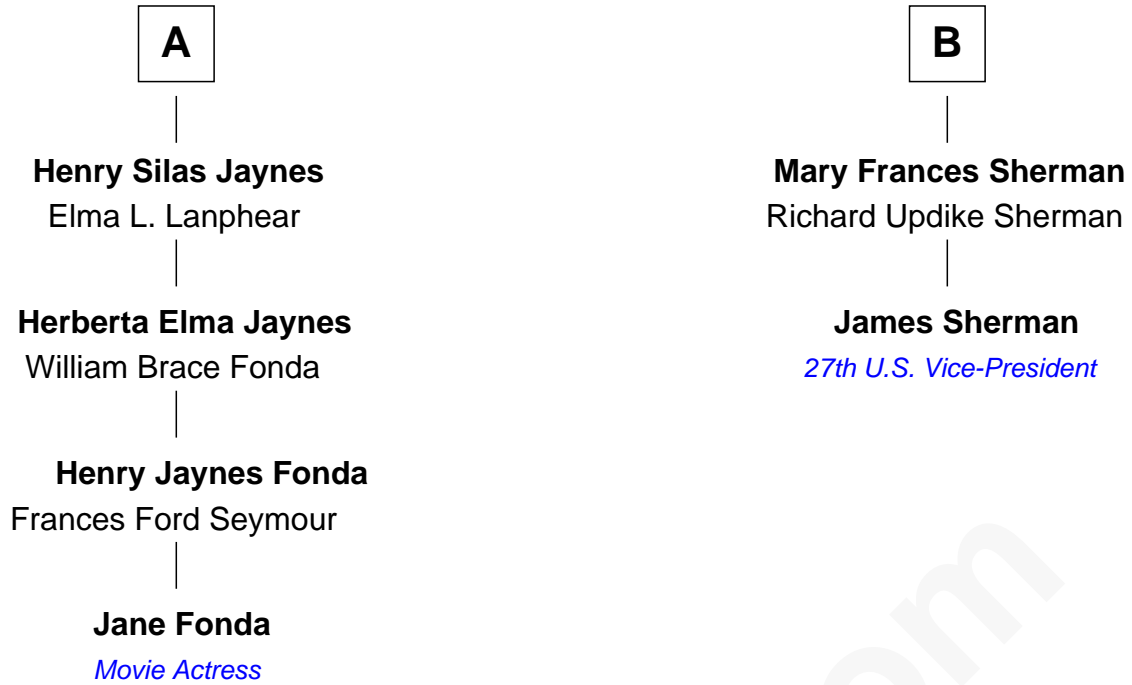 A
Henry Silas Jaynes
Elma L. Lanphear
Herberta Elma Jaynes
William Brace Fonda
Henry Jaynes Fonda
Frances Ford Seymour
Jane Fonda
Movie Actress
B
Mary Frances Sherman
Richard Updike Sherman
James Sherman
27th U.S. Vice-President
om